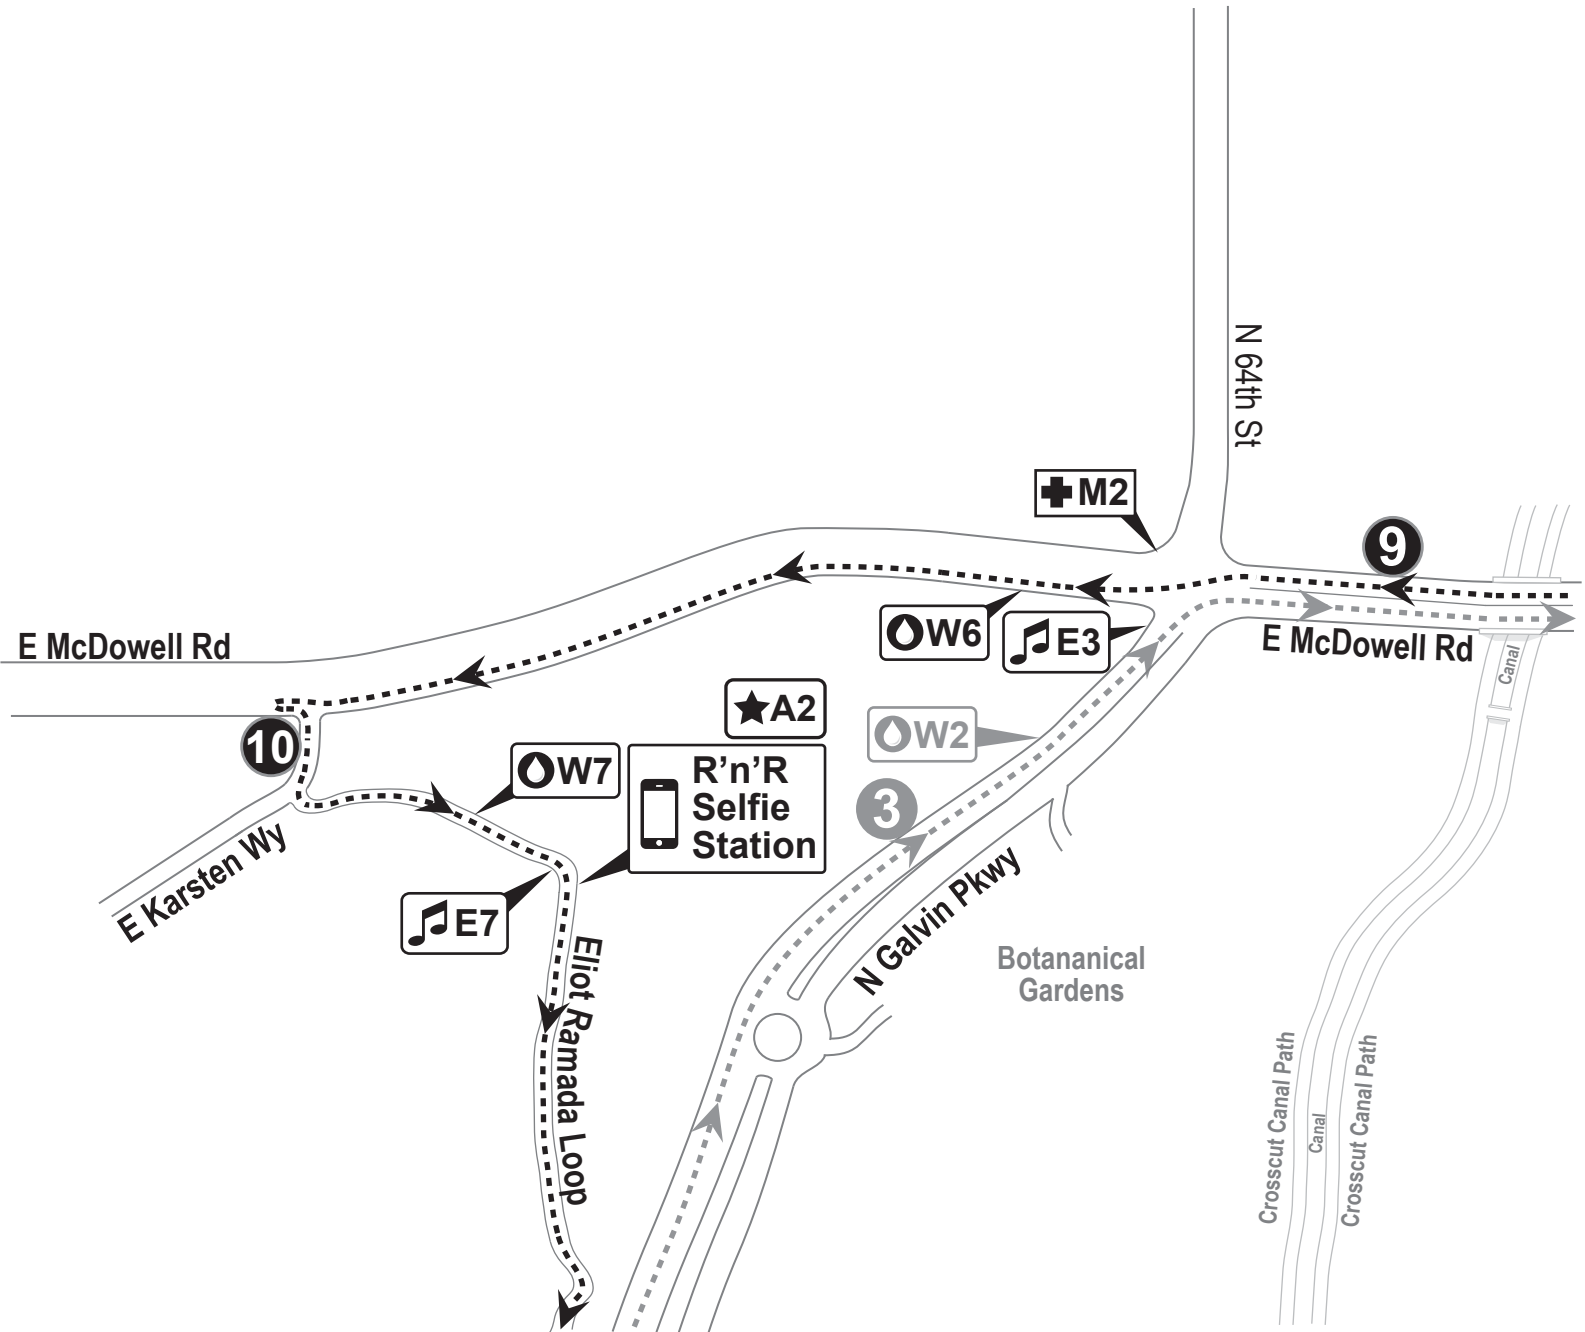 N 64th St
M2
9
E McDowell Rd
W6
E3
E McDowell Rd
Canal
A2
W2
10
W7
R'n'R
Selfie
Station
3
E Karsten Wy
E7
N Galvin Pkwy
Botananical
Gardens
Eliot Ramada Loop
Crosscut Canal Path
Canal
Crosscut Canal Path